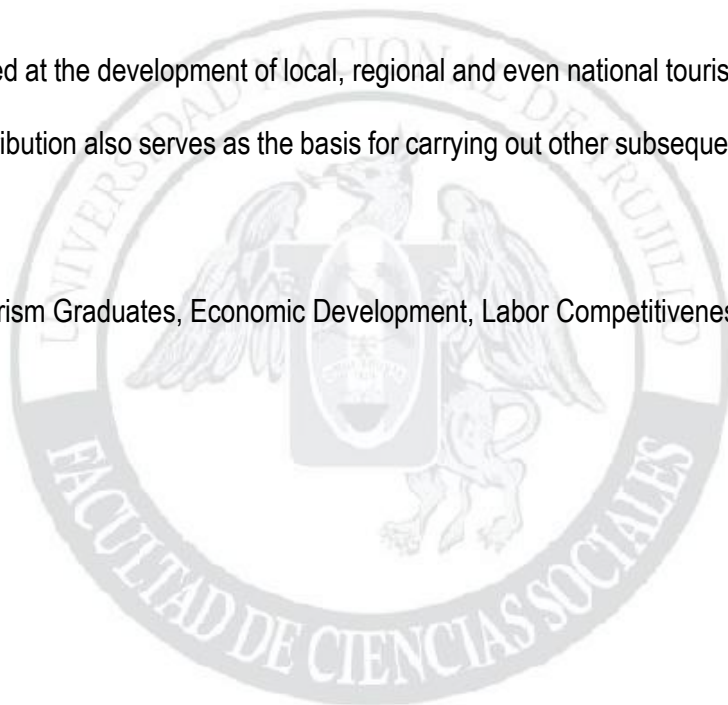 ed at the development of local, regional and even national touris
ribution also serves as the basis for carrying out other subseque
rism Graduates, Economic Development, Labor Competitivenes
UNIVERSIDAD NACIONAL DE TRUJILLO
FACULTAD DE CIENCIAS SOCIALES